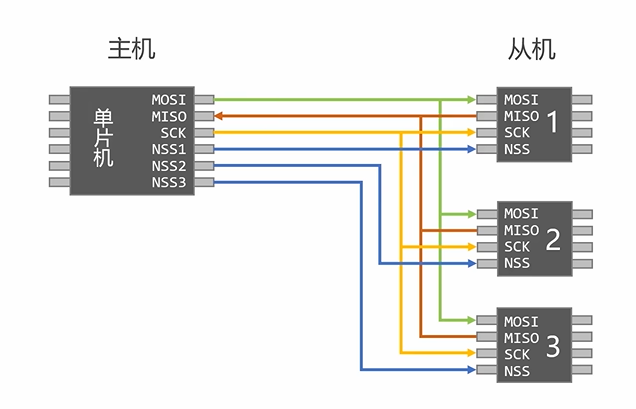 主机
从机
单片机
MOSI
MISO
SCK
NSS1
NSS2
NSS3
MOSI
MISO
SCK
NSS
1
MOSI
MISO
SCK
NSS
2
MOSI
MISO
SCK
NSS
3